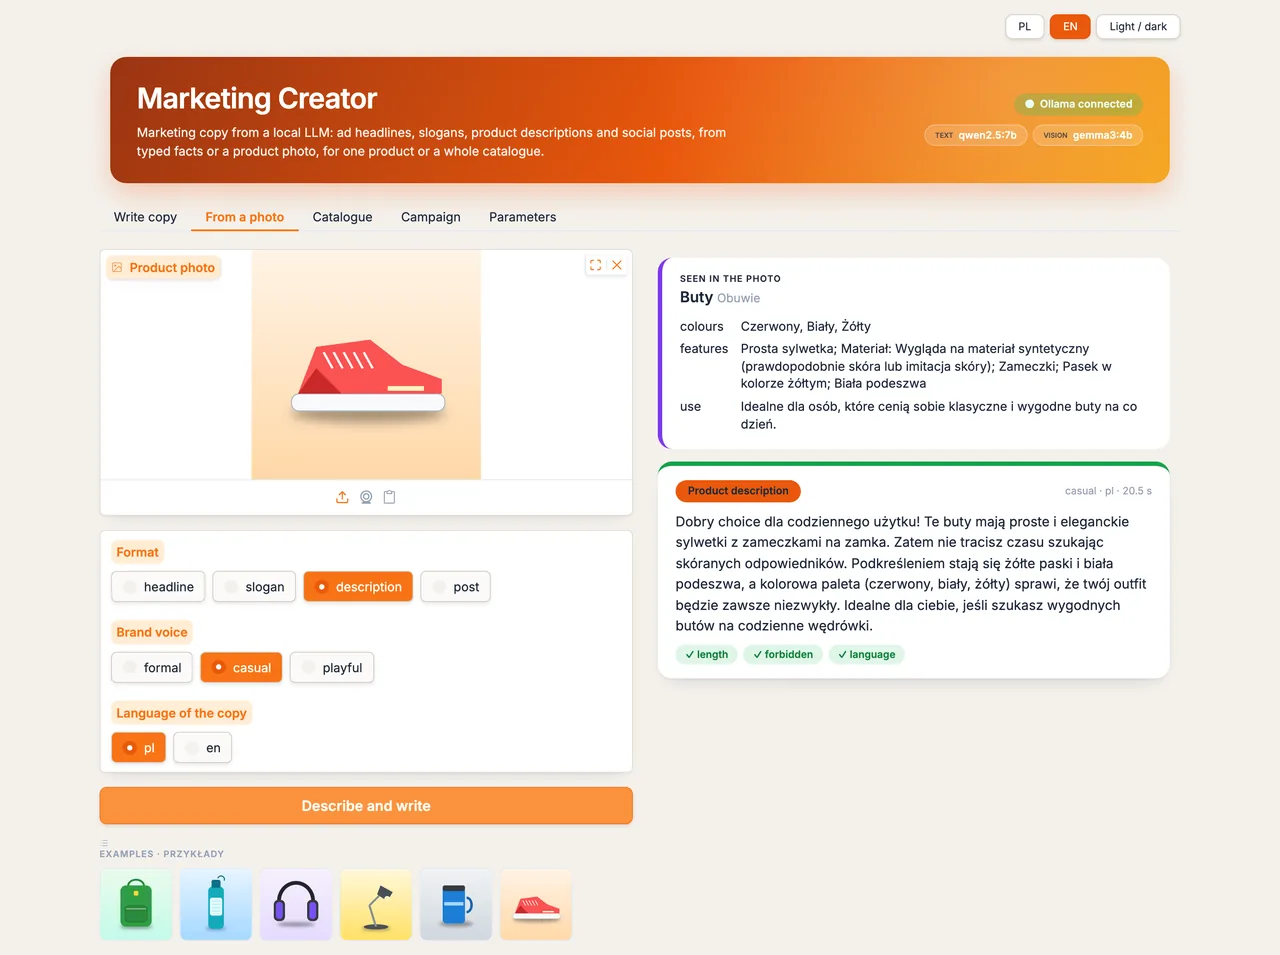 PL
EN
Light / dark
Marketing Creator
Marketing copy from a local LLM: ad headlines, slogans, product descriptions and social posts, from
typed facts or a product photo, for one product or a whole catalogue.
Ollama connected
TEXT qwen2.5:7b
VISION gemma3:4b
Write copy
From a photo
Catalogue
Campaign
Parameters
Product photo
Format
headline
slogan
description
post
Brand voice
formal
casual
playful
Language of the copy
pl
en
Describe and write
EXAMPLES · PRZYKŁADY
SEEN IN THE PHOTO
Buty Obuwie
colours Czerwony, Biały, Żółty
features Prosta sylwetka; Materiał: Wygląda na materiał syntetyczny
(prawdopodobnie skóra lub imitacja skóry); Zameczki; Pasek w
kolorze żółtym; Biała podeszwa
use Idealne dla osób, które cenią sobie klasyczne i wygodne buty na co
dzień.
Product description
casual · pl · 20.5 s
Dobry choice dla codziennego użytku! Te buty mają proste i eleganckie
sylwetki z zameczkami na zamka. Zatem nie tracisz czasu szukając
skóranych odpowiedników. Podkreśleniem stają się żółte paski i biała
podeszwa, a kolorowa paleta (czerwony, biały, żółty) sprawi, że twój outfit
będzie zawsze niezwykły. Idealne dla ciebie, jeśli szukasz wygodnych
butów na codzienne wędrówki.
✓ length
✓ forbidden
✓ language